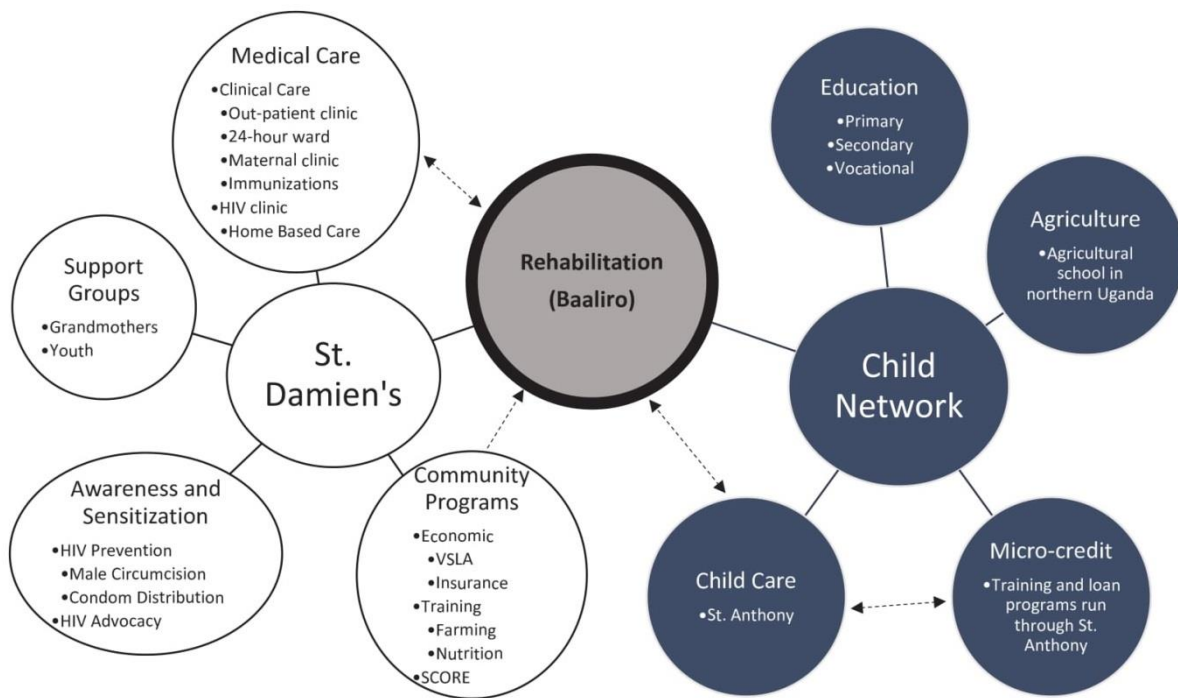 Medical Care
•Clinical Care
•Out-patient clinic
•24-hour ward
•Maternal clinic
•Immunizations
•HIV clinic
•Home Based Care
Support
Groups
•Grandmothers
•Youth
St.
Damien's
Awareness and
Sensitization
•HIV Prevention
•Male Circumcision
•Condom Distribution
•HIV Advocacy
Community
Programs
•Economic
•VSLA
•Insurance
•Training
•Farming
•Nutrition
•SCORE
Rehabilitation
(Baaliro)
Education
•Primary
•Secondary
•Vocational
Agriculture
•Agricultural
school in
northern Uganda
Child
Network
Child Care
•St. Anthony
Micro-credit
•Training and loan
programs run
through St.
Anthony